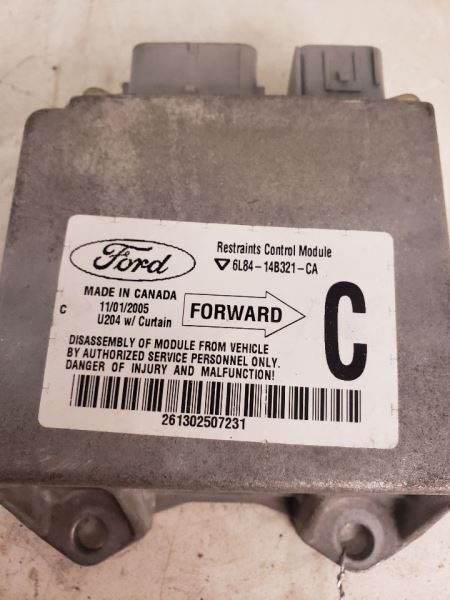 Ford
Restraints Control Module
6L84-14B321-CA
MADE IN CANADA
C 11/01/2005
U204 w/ Curtain
FORWARD
C
DISASSEMBLY OF MODULE FROM VEHICLE
BY AUTHORIZED SERVICE PERSONNEL ONLY.
DANGER OF INJURY AND MALFUNCTION!
261302507231